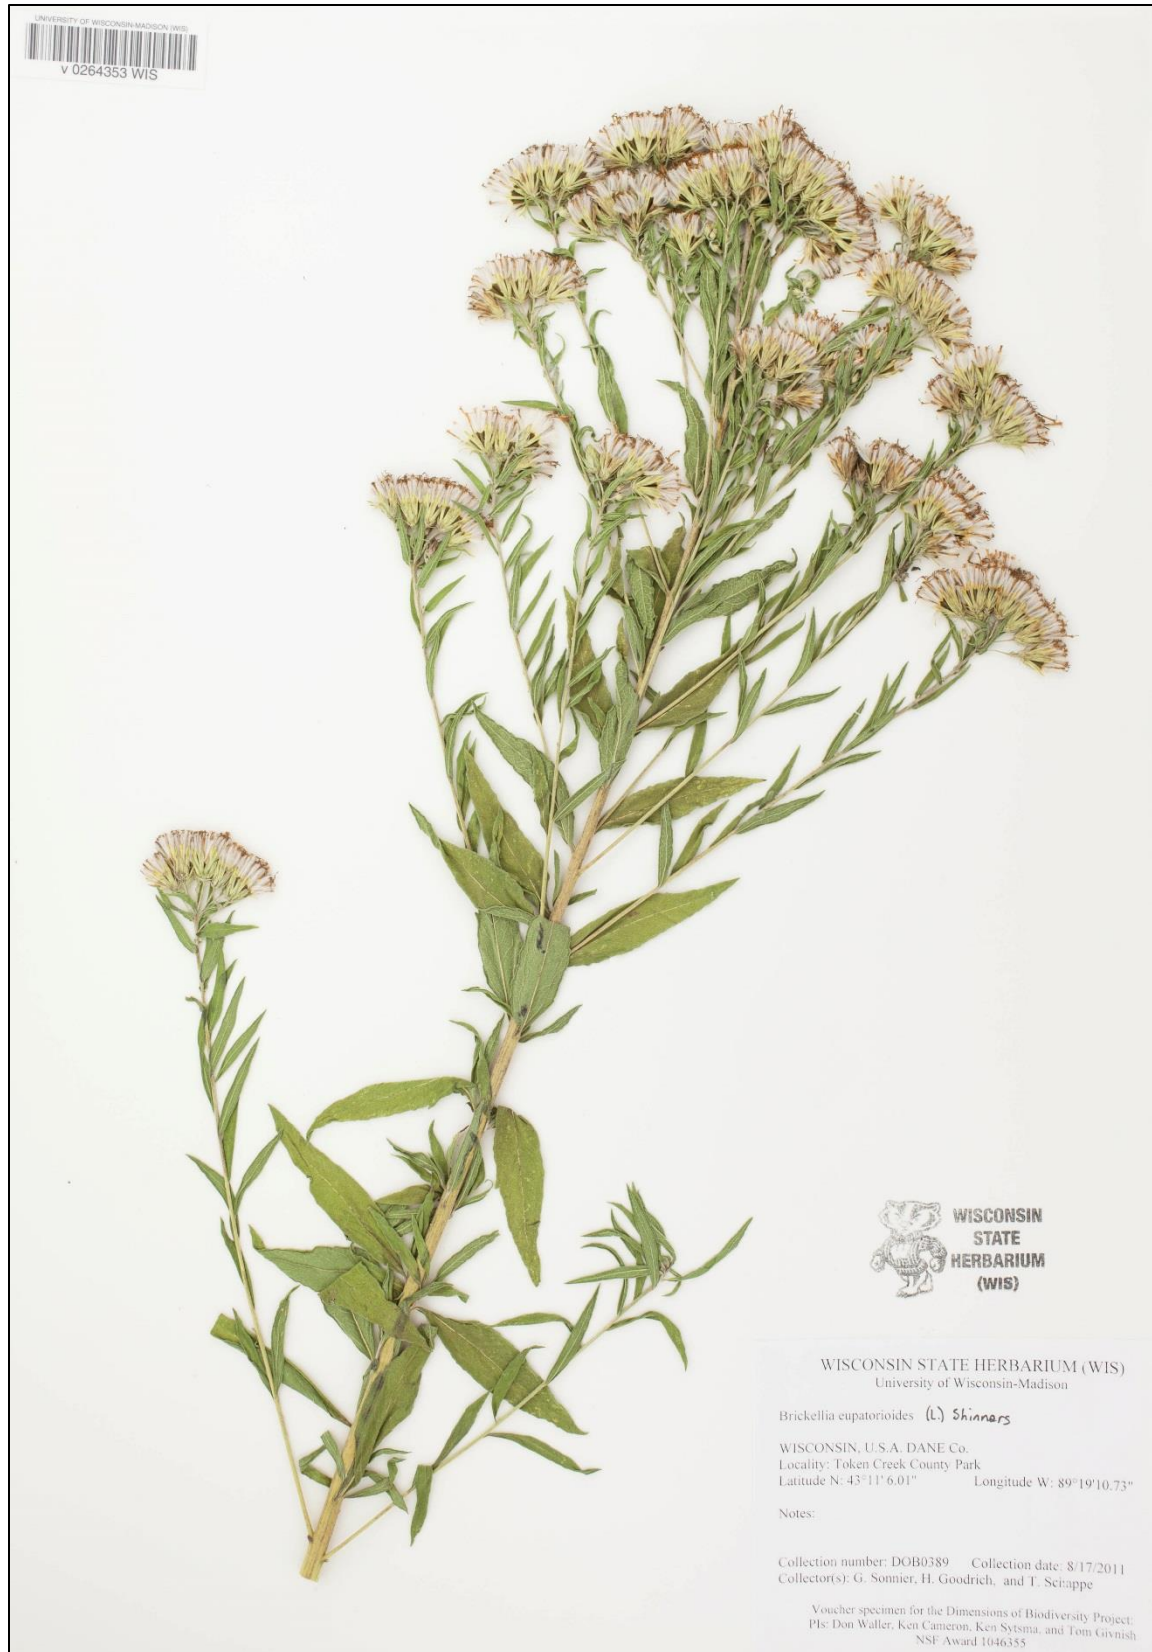 UNIVERSITY OF WISCONSIN-MADISON (WIS)
v 0264353 WIS
WISCONSIN
STATE
HERBARIUM
(WIS)
WISCONSIN STATE HERBARIUM (WIS)
University of Wisconsin-Madison
Brickellia eupatorioides (L.) Shinners
WISCONSIN, U.S.A. DANE Co.
Locality: Token Creek County Park
Latitude N: 43°11' 6.01" Longitude W: 89°19'10.73"
Notes:
Collection number: DOB0389 Collection date: 8/17/2011
Collector(s): G. Sonnier, H. Goodrich, and T. Schappe
Voucher specimen for the Dimensions of Biodiversity Project:
PIs: Don Waller, Ken Cameron, Ken Sytsma, and Tom Givnish
NSF Award 1046355